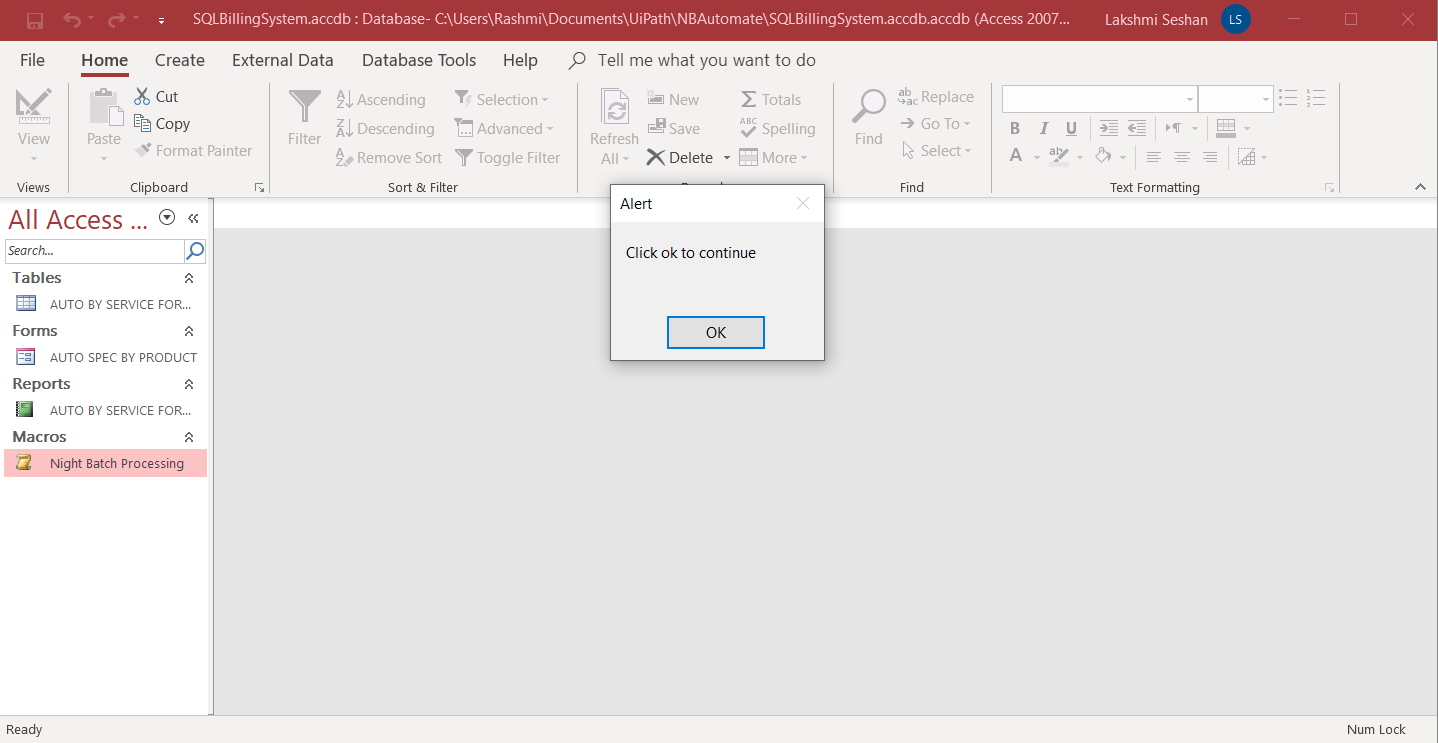 SQLBillingSystem.accdb : Database- C:\Users\Rashmi\Documents\UiPath\NBAutomate\SQLBillingSystem.accdb.accdb (Access 2007... Lakshmi Seshan LS
File Home Create External Data Database Tools Help Tell me what you want to do
View
Views
Paste
Cut
Copy
Format Painter
Clipboard
Filter
Ascending
Descending
Remove Sort
Selection
Advanced
Toggle Filter
Sort & Filter
Refresh
All
New
Save
Delete
Totals
Spelling
More
Find
Replace
Go To
Select
Find
B I U
A
Text Formatting
All Access ...
Search...
Tables
AUTO BY SERVICE FOR...
Forms
AUTO SPEC BY PRODUCT
Reports
AUTO BY SERVICE FOR...
Macros
Night Batch Processing
Alert
Click ok to continue
OK
Ready Num Lock